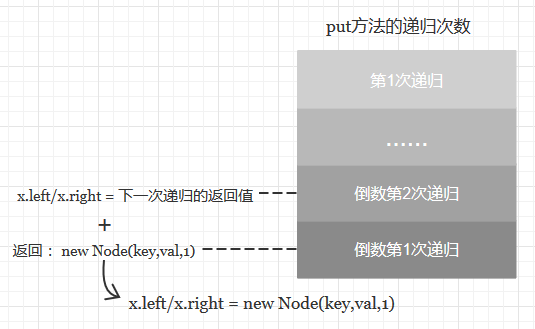 put方法的递归次数
第1次递归
……
x.left/x.right = 下一次递归的返回值
倒数第2次递归
+
返回： new Node(key,val,1)
倒数第1次递归
x.left/x.right = new Node(key,val,1)